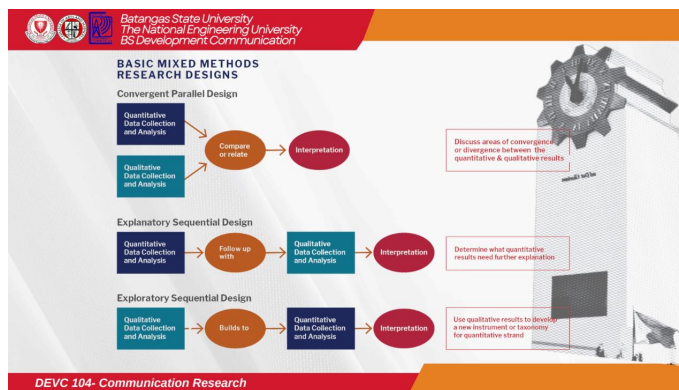 Batangas State University
The National Engineering University
BS Development Communication
BASIC MIXED METHODS
RESEARCH DESIGNS
Convergent Parallel Design
Quantitative
Data Collection
and Analysis
Qualitative
Data Collection
and Analysis
Compare
or relate
Interpretation
Discuss areas of convergence
or divergence between the
quantitative & qualitative results
Explanatory Sequential Design
Quantitative
Data Collection
and Analysis
Follow up
with
Qualitative
Data Collection
and Analysis
Interpretation
Determine what quantitative
results need further explanation
Exploratory Sequential Design
Qualitative
Data Collection
and Analysis
Builds to
Quantitative
Data Collection
and Analysis
Interpretation
Use qualitative results to develop
a new instrument or taxonomy
for quantitative strand
DEVC 104- Communication Research